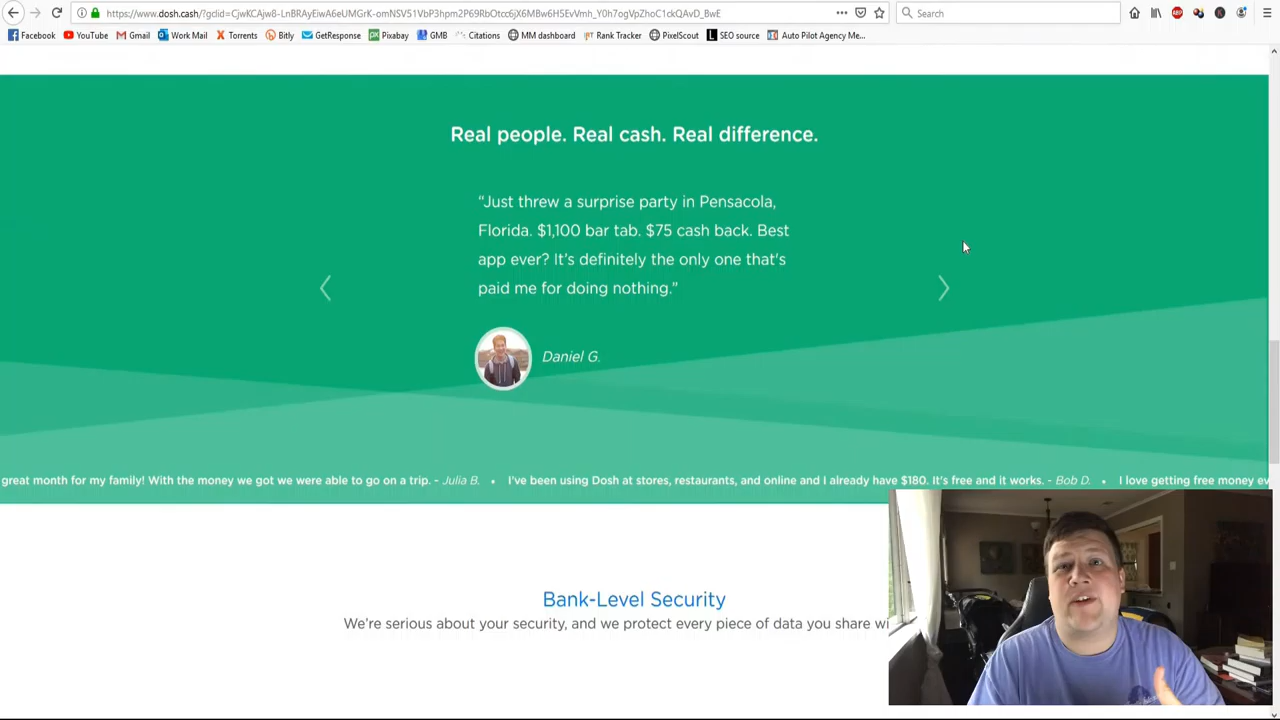 https://www.dosh.cash/?gclid=CjwKCAjw8-LnBRAyEiwA6eUMGrK-omNSV51VbP3hpm2P69RbOtcc6jX6MBw6H5EvVmh_Y0h7ogVpZhoC1ckQAvD_BwE
Search
Facebook YouTube Gmail Work Mail Torrents Bitly GetResponse Pixabay GMB Citations MM dashboard Rank Tracker PixelScout SEO source Auto Pilot Agency Me...
Real people. Real cash. Real difference.
“Just threw a surprise party in Pensacola,
Florida. $1,100 bar tab. $75 cash back. Best
app ever? It’s definitely the only one that's
paid me for doing nothing.”
Daniel G.
great month for my family! With the money we got we were able to go on a trip. - Julia B. • I've been using Dosh at stores, restaurants, and online and I already have $180. It's free and it works. - Bob D. • I love getting free money ev
Bank-Level Security
We’re serious about your security, and we protect every piece of data you share wi